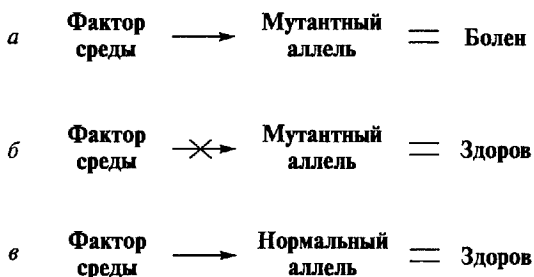 а Фактор среды Мутантный аллель Болен
б Фактор среды Мутантный аллель Здоров
в Фактор среды Нормальный аллель Здоров